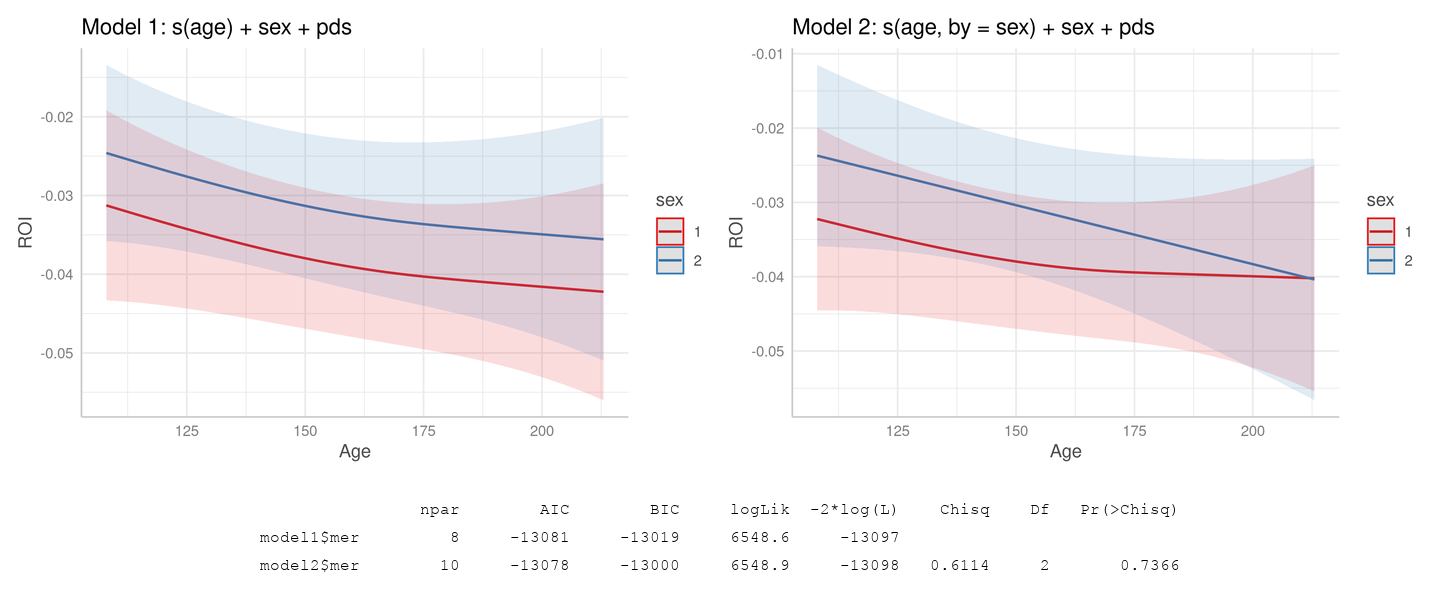 Model 1: s(age) + sex + pds
-0.02
-0.03
-0.04
-0.05
ROI
125 150 175 200
Age
sex
1
2
Model 2: s(age, by = sex) + sex + pds
-0.01
-0.02
-0.03
-0.04
-0.05
ROI
125 150 175 200
Age
sex
1
2
npar AIC BIC logLik -2*log(L) Chisq Df Pr(>Chisq)
model1$mer 8 -13081 -13019 6548.6 -13097
model2$mer 10 -13078 -13000 6548.9 -13098 0.6114 2 0.7366